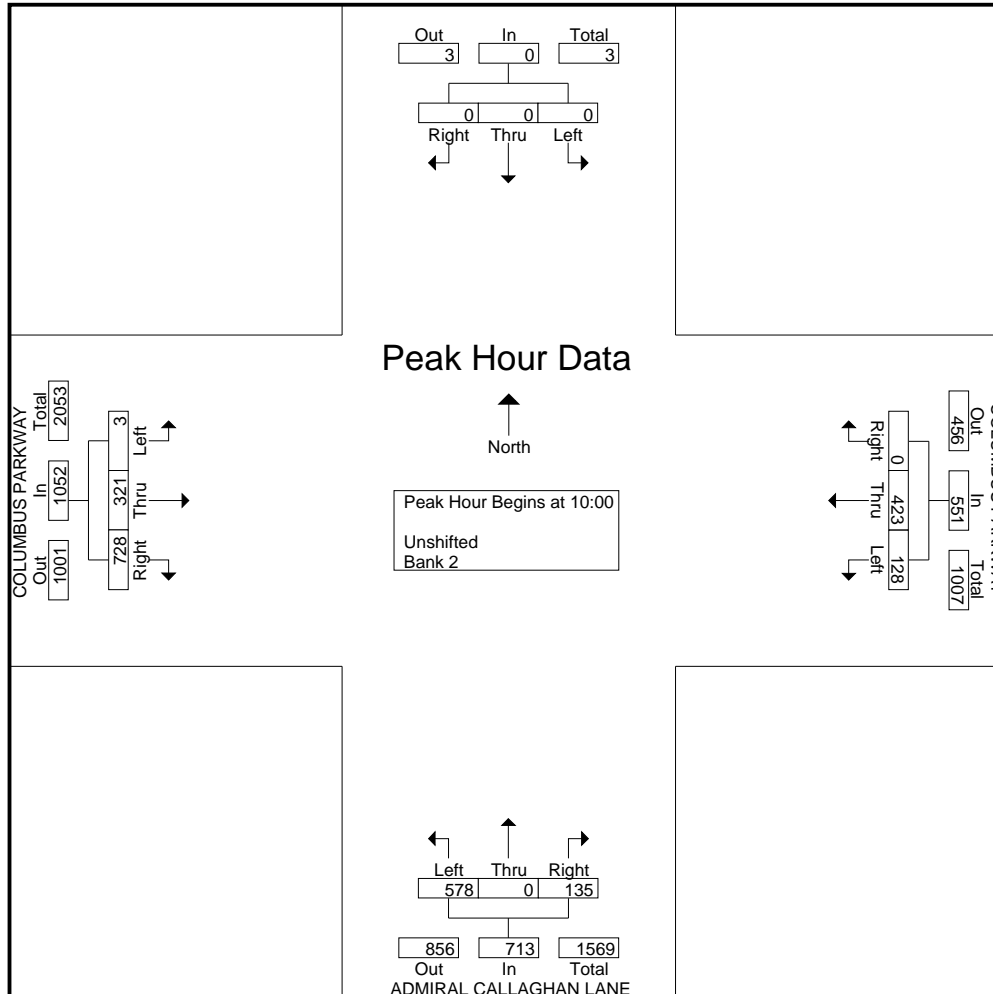 Out In Total
3 0 3
0 0 0
Right Thru Left
Peak Hour Data
North
Peak Hour Begins at 10:00
Unshifted
Bank 2
COLUMBUS PARKWAY
Out In Total
1001 1052 2053
728 321 3
Right Thru Left
Out In Total
456 551 1007
0 423 128
Right Thru Left
Left Thru Right
578 0 135
856 713 1569
Out In Total
ADMIRAL CALLAGHAN LANE